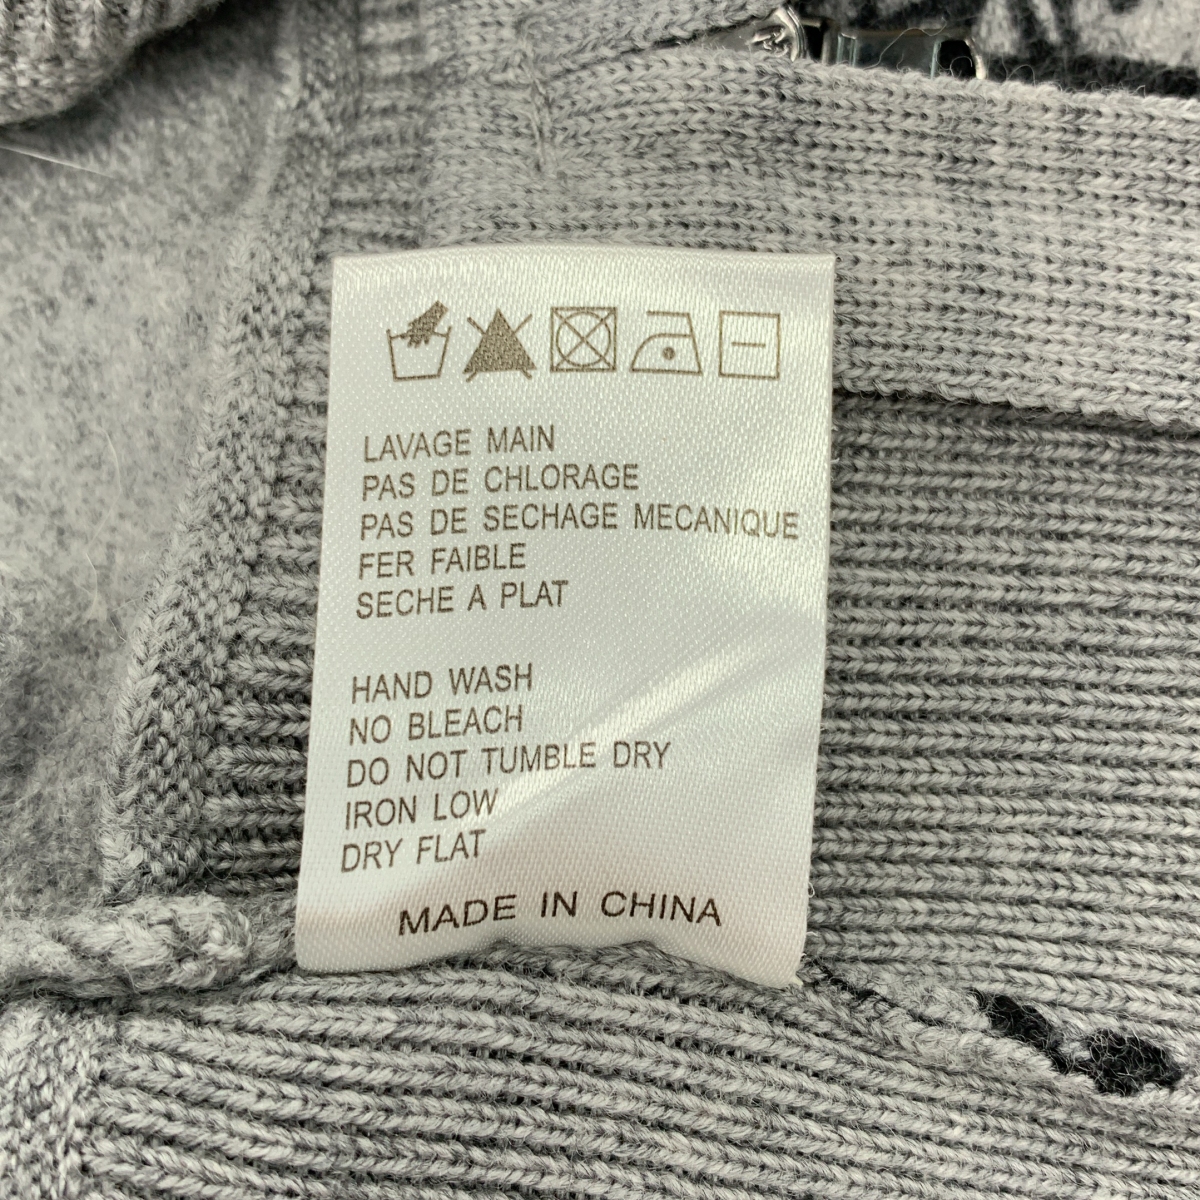 LAVAGE MAIN
PAS DE CHLORAGE
PAS DE SECHAGE MECANIQUE
FER FAIBLE
SECHE A PLAT
HAND WASH
NO BLEACH
DO NOT TUMBLE DRY
IRON LOW
DRY FLAT
MADE IN CHINA